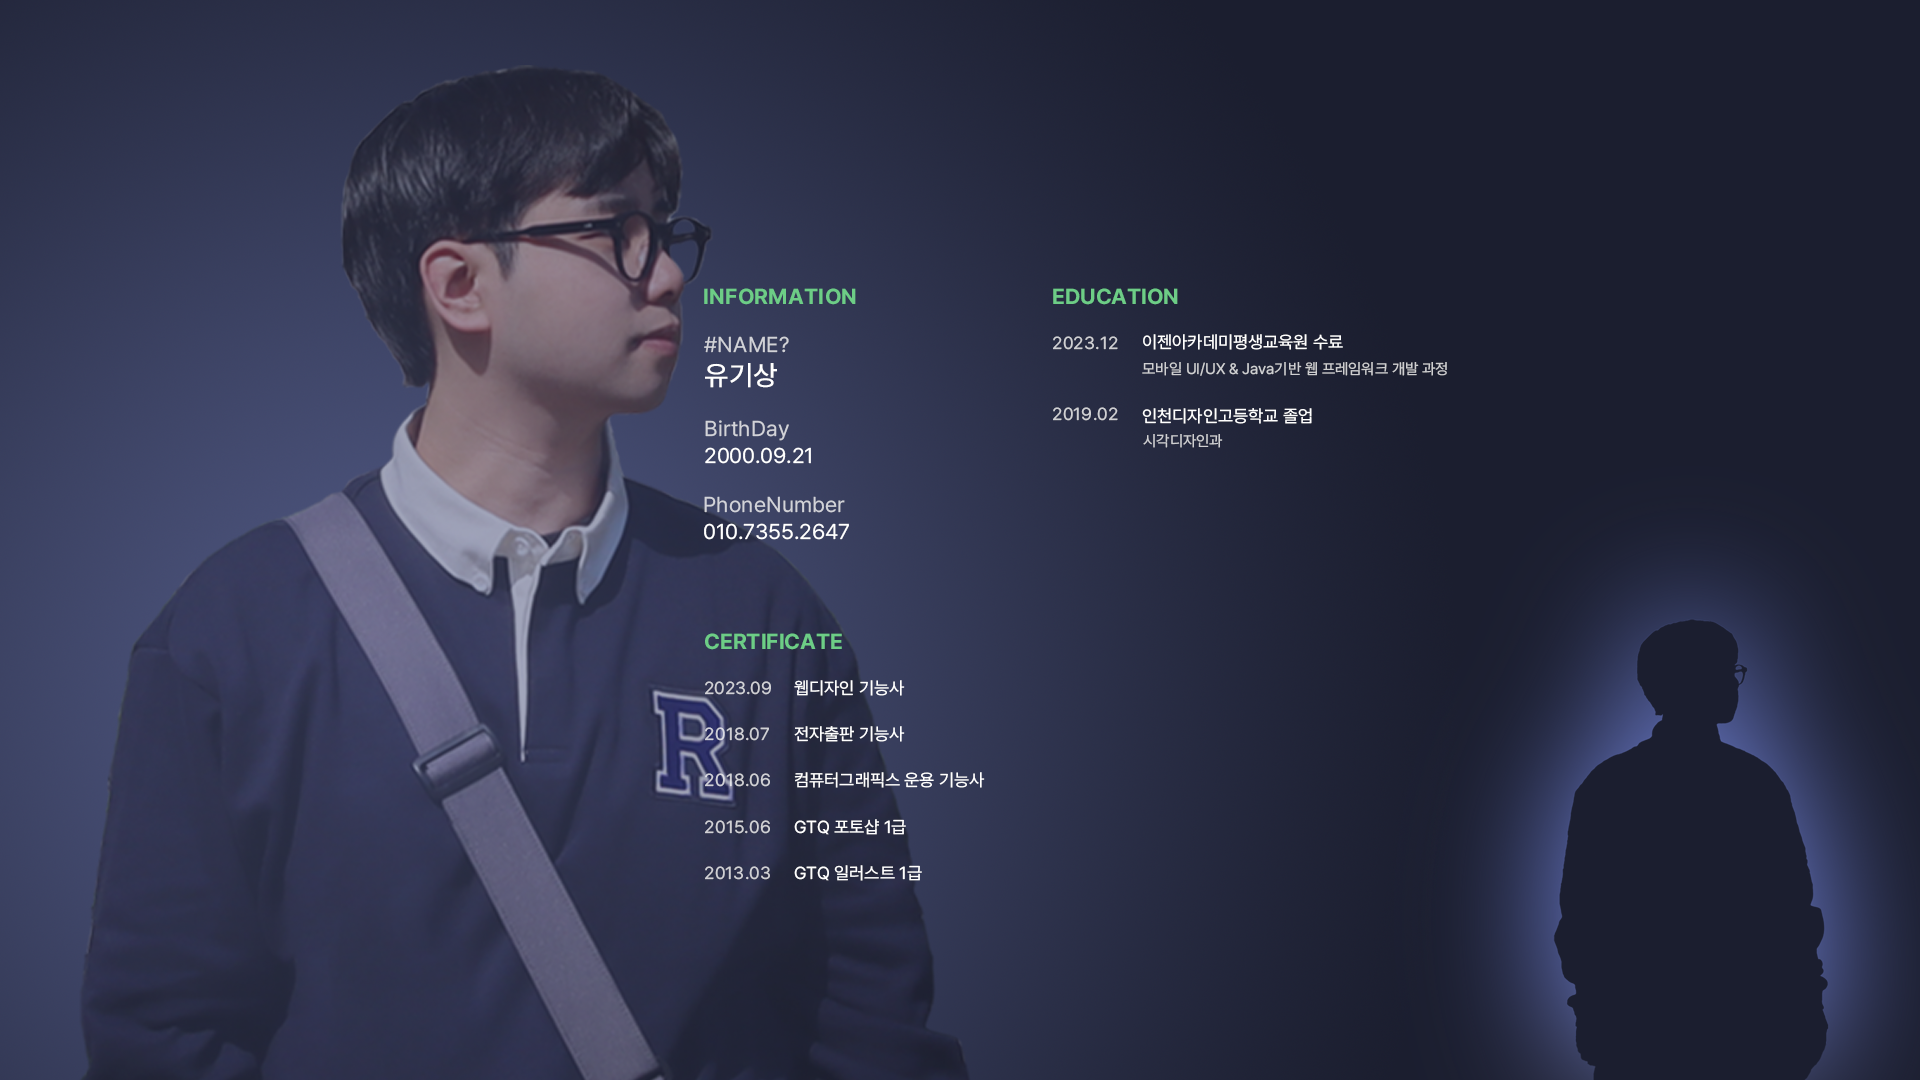 INFORMATION
#NAME?
유기상
BirthDay
2000.09.21
PhoneNumber
010.7355.2647
EDUCATION
2023.12 이젠아카데미평생교육원 수료
모바일 UI/UX & Java기반 웹 프레임워크 개발 과정
2019.02 인천디자인고등학교 졸업
시각디자인과
CERTIFICATE
2023.09 웹디자인 기능사
2018.07 전자출판 기능사
2018.06 컴퓨터그래픽스 운용 기능사
2015.06 GTQ 포토샵 1급
2013.03 GTQ 일러스트 1급
R